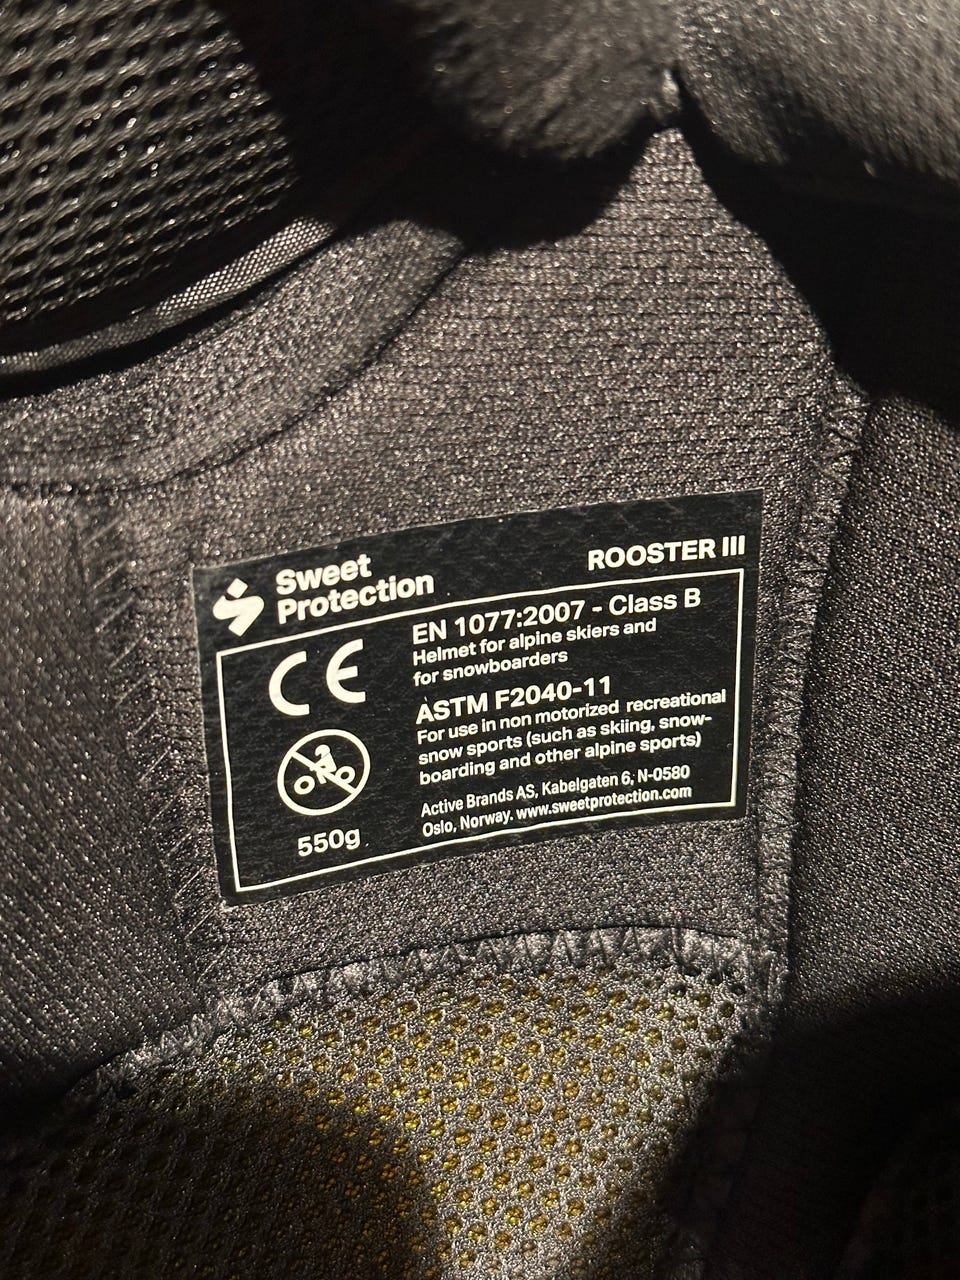 Sweet
Protection
ROOSTER III
CE
EN 1077:2007 - Class B
Helmet for alpine skiers and
for snowboarders
ASTM F2040-11
For use in non motorized recreational
snow sports (such as skiing, snow-
boarding and other alpine sports)
Active Brands AS, Kabelgaten 6, N-0580
Oslo, Norway. www.sweetprotection.com
550g